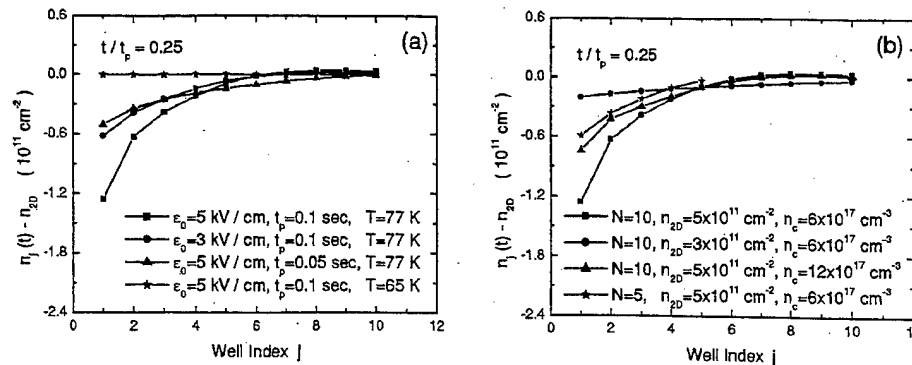 t / t_p = 0.25
(a)
0.6
0.0
-0.6
-1.2
-1.8
-2.4
n_j(t) - n_2D ( 10^11 cm^-2 )
ε_0=5 kV / cm, t_p=0.1 sec, T=77 K
ε_0=3 kV / cm, t_p=0.1 sec, T=77 K
ε_0=5 kV / cm, t_p=0.05 sec, T=77 K
ε_0=5 kV / cm, t_p=0.1 sec, T=65 K
0 2 4 6 8 10 12
Well Index j
t / t_p = 0.25
(b)
0.6
0.0
-0.6
-1.2
-1.8
-2.4
n_j(t) - n_2D ( 10^11 cm^-2 )
N=10, n_2D=5x10^11 cm^-2, n_c=6x10^17 cm^-3
N=10, n_2D=3x10^11 cm^-2, n_c=6x10^17 cm^-3
N=10, n_2D=5x10^11 cm^-2, n_c=12x10^17 cm^-3
N=5, n_2D=5x10^11 cm^-2, n_c=6x10^17 cm^-3
0 2 4 6 8 10
Well Index j